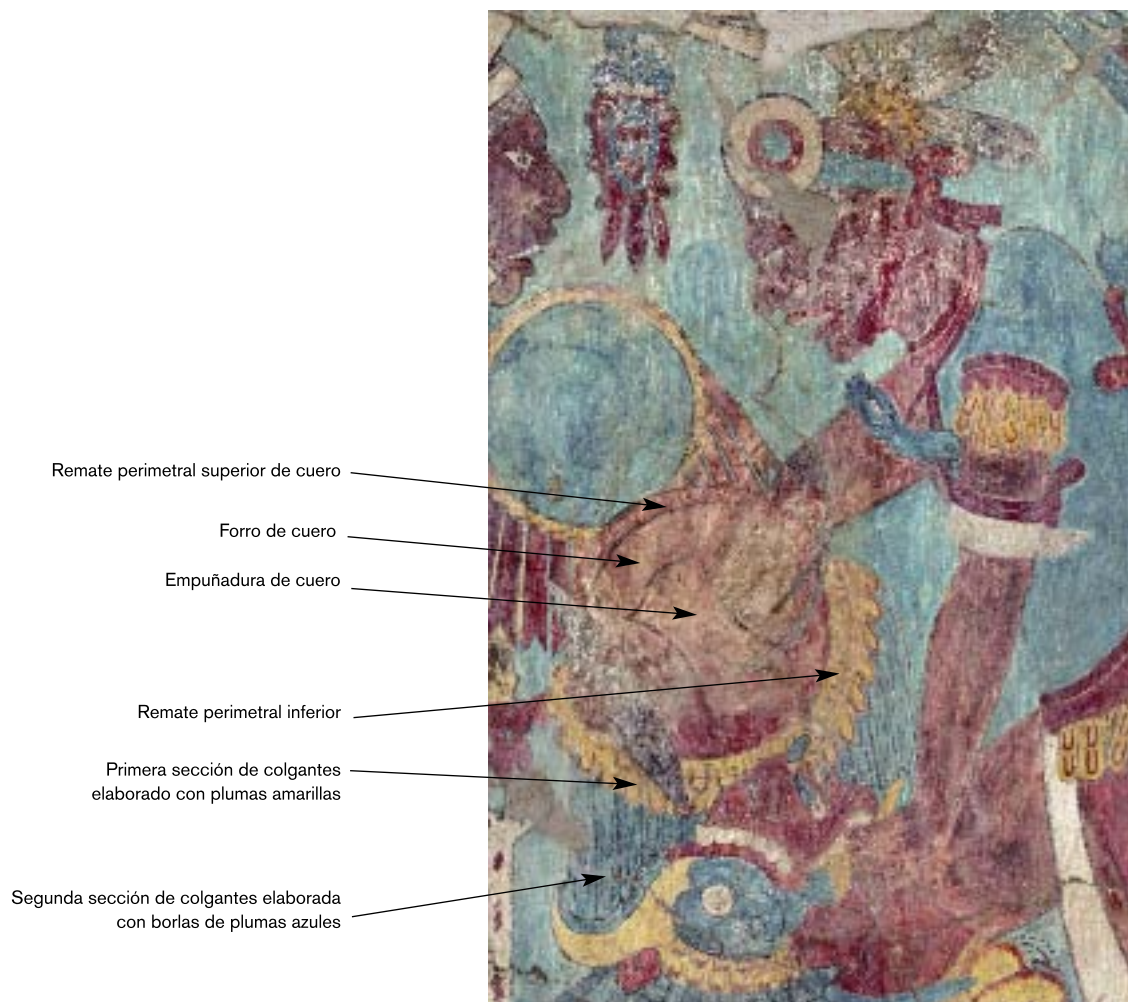 Remate perimetral superior de cuero
Forro de cuero
Empuñadura de cuero
Remate perimetral inferior
Primera sección de colgantes
elaborado con plumas amarillas
Segunda sección de colgantes elaborada
con borlas de plumas azules